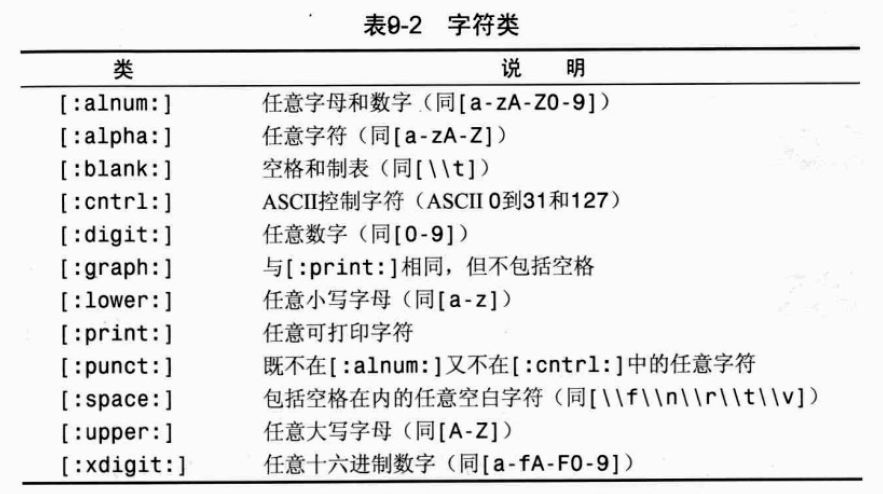 表9-2 字符类
类 说 明
[:alnum:] 任意字母和数字（同[a-zA-Z0-9]）
[:alpha:] 任意字符（同[a-zA-Z]）
[:blank:] 空格和制表（同[\\t]）
[:cntrl:] ASCII控制字符（ASCII 0到31和127）
[:digit:] 任意数字（同[0-9]）
[:graph:] 与[:print:]相同，但不包括空格
[:lower:] 任意小写字母（同[a-z]）
[:print:] 任意可打印字符
[:punct:] 既不在[:alnum:]又不在[:cntrl:]中的任意字符
[:space:] 包括空格在内的任意空白字符（同[\\f\\n\\r\\t\\v]）
[:upper:] 任意大写字母（同[A-Z]）
[:xdigit:] 任意十六进制数字（同[a-fA-F0-9]）